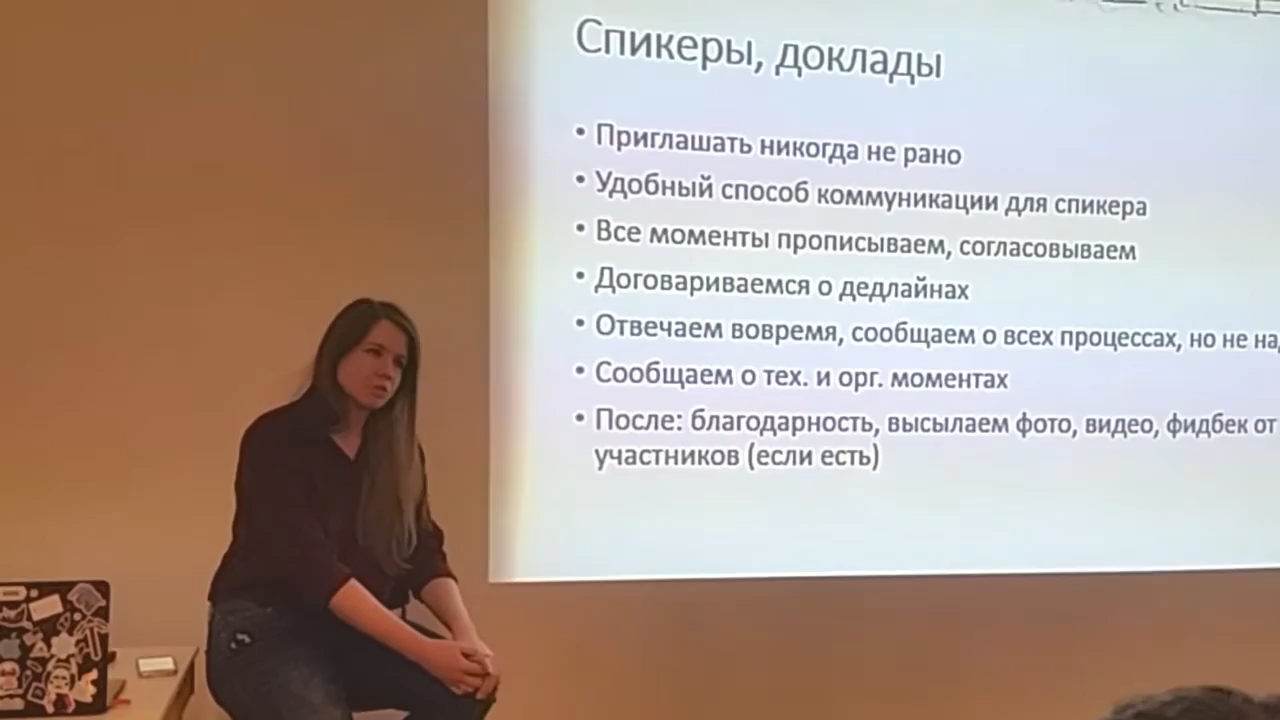 Спикеры, доклады
• Приглашать никогда не рано
• Удобный способ коммуникации для спикера
• Все моменты прописываем, согласовываем
• Договариваемся о дедлайнах
• Отвечаем вовремя, сообщаем о всех процессах, но не
• Сообщаем о тех. и орг. моментах
• После: благодарность, высылаем фото, видео, фидбек от
участников (если есть)